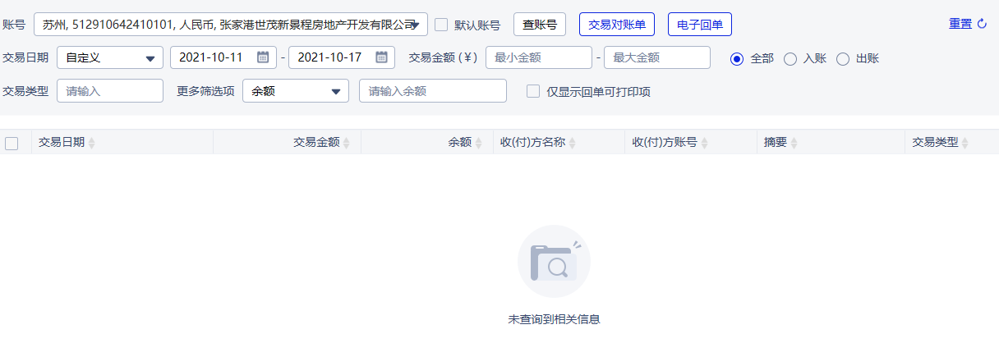 账号 苏州, 512910642410101, 人民币, 张家港世茂新景程房地产开发有限公司 默认账号 查账号 交易对账单 电子回单 重置
交易日期 自定义 2021-10-11 - 2021-10-17 交易金额 (￥) 最小金额 - 最大金额 全部 入账 出账
交易类型 请输入 更多筛选项 余额 请输入余额 仅显示回单可打印项
交易日期 交易金额 余额 收(付)方名称 收(付)方账号 摘要 交易类型
未查询到相关信息